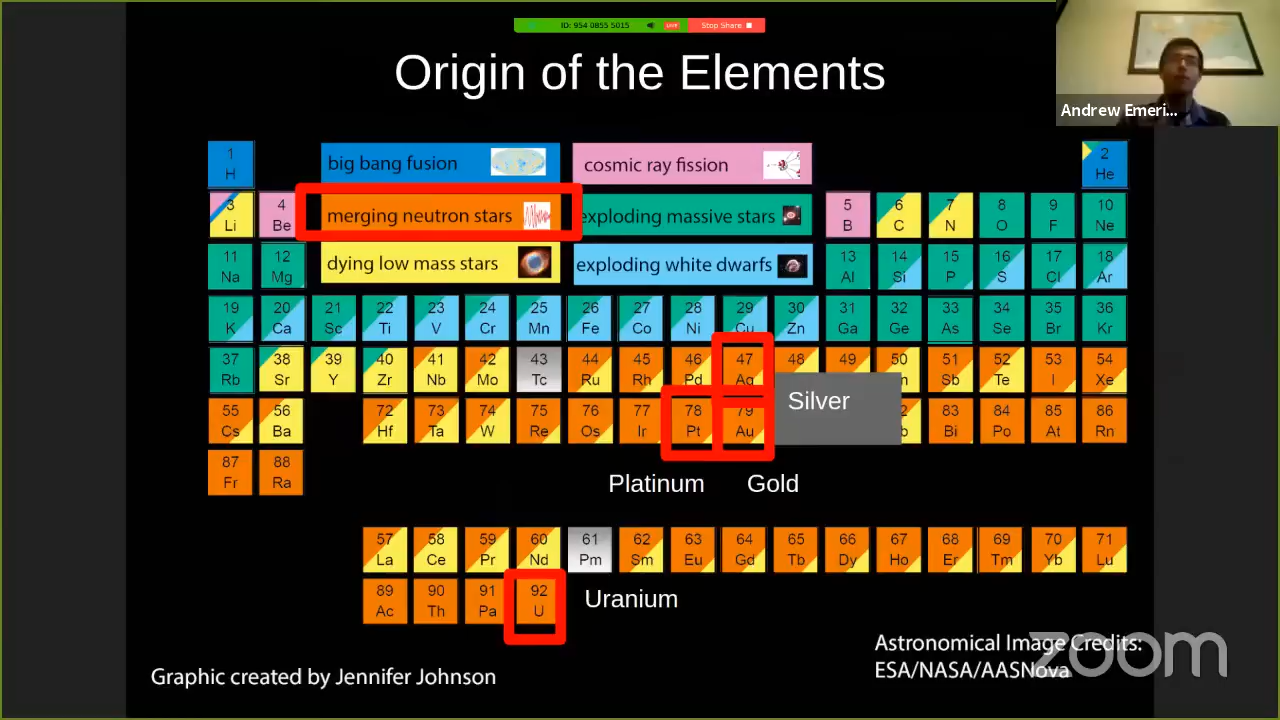 ID: 954 0855 5015 LIVE Stop Share
Origin of the Elements
Andrew Emeri...
1 H
big bang fusion
cosmic ray fission
2 He
3 Li
4 Be
merging neutron stars
exploding massive stars
5 B
6 C
7 N
8 O
9 F
10 Ne
11 Na
12 Mg
dying low mass stars
exploding white dwarfs
13 Al
14 Si
15 P
16 S
17 Cl
18 Ar
19 K
20 Ca
21 Sc
22 Ti
23 V
24 Cr
25 Mn
26 Fe
27 Co
28 Ni
29 Cu
30 Zn
31 Ga
32 Ge
33 As
34 Se
35 Br
36 Kr
37 Rb
38 Sr
39 Y
40 Zr
41 Nb
42 Mo
43 Tc
44 Ru
45 Rh
46 Pd
47 Ag
48
49
50
51 Sb
52 Te
53 I
54 Xe
Silver
55 Cs
56 Ba
72 Hf
73 Ta
74 W
75 Re
76 Os
77 Ir
78 Pt
79 Au
83 Bi
84 Po
85 At
86 Rn
87 Fr
88 Ra
Platinum
Gold
57 La
58 Ce
59 Pr
60 Nd
61 Pm
62 Sm
63 Eu
64 Gd
65 Tb
66 Dy
67 Ho
68 Er
69 Tm
70 Yb
71 Lu
89 Ac
90 Th
91 Pa
92 U
Uranium
Graphic created by Jennifer Johnson
Astronomical Image Credits:
ESA/NASA/AASNova
zoom